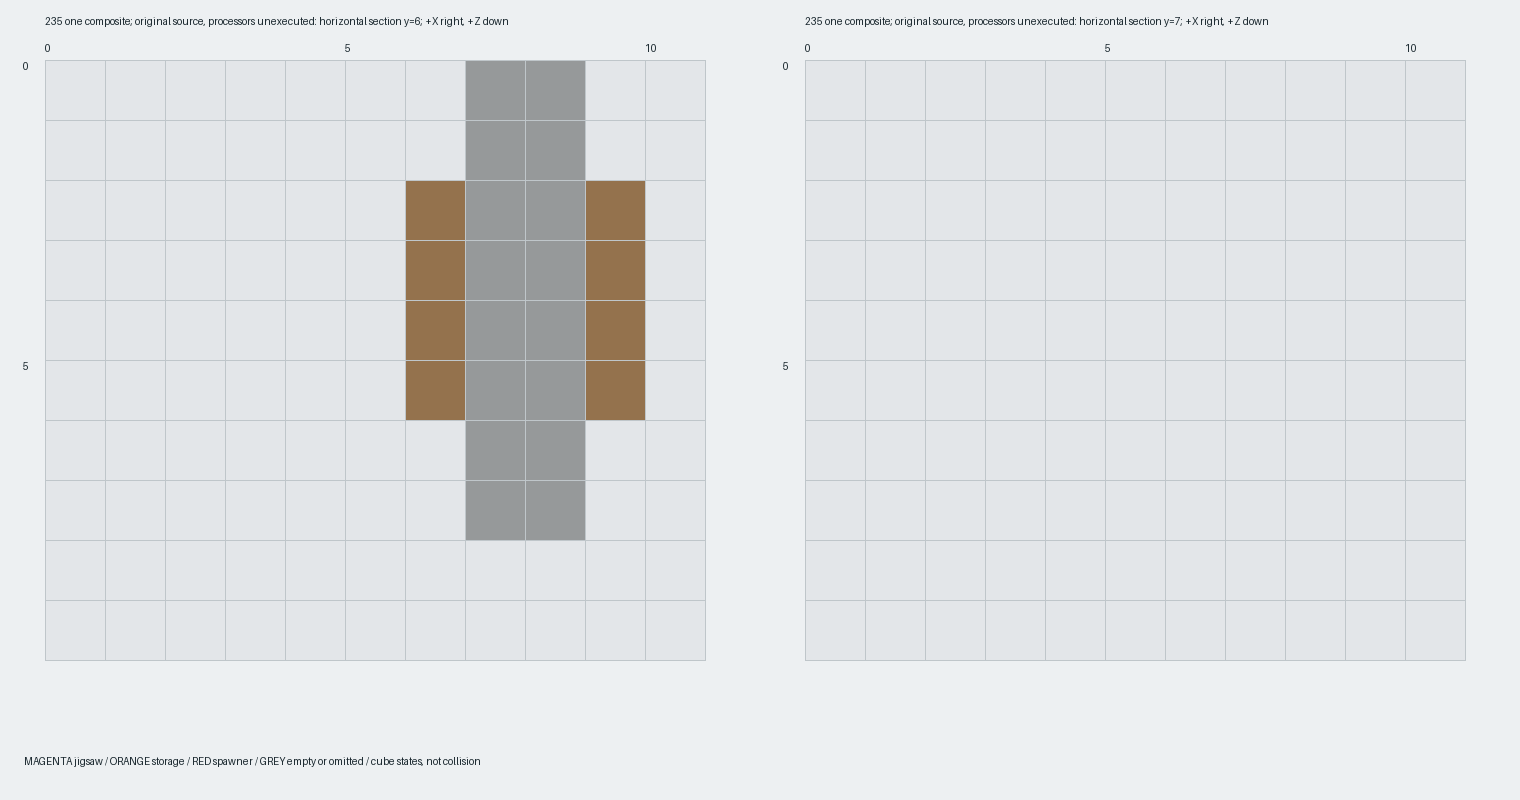 235 one composite; original source, processors unexecuted: horizontal section y=6; +X right, +Z down
0 5 10
0
5
235 one composite; original source, processors unexecuted: horizontal section y=7; +X right, +Z down
0 5 10
0
5
MAGENTA jigsaw / ORANGE storage / RED spawner / GREY empty or omitted / cube states, not collision